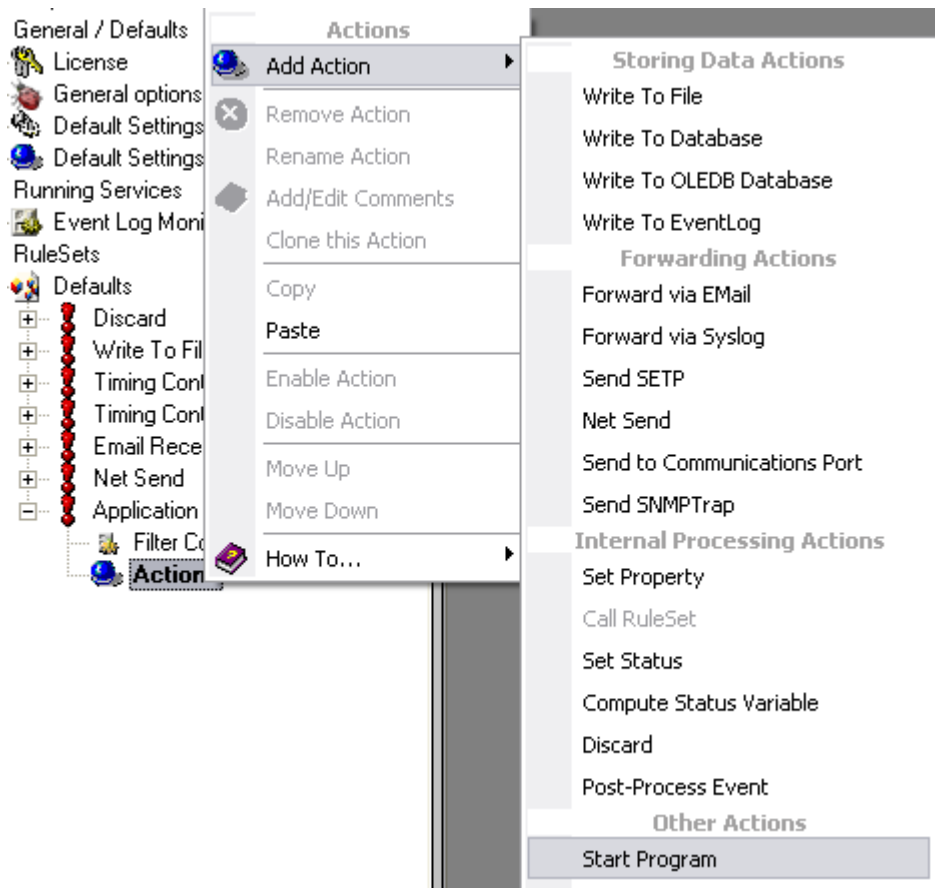 General / Defaults
License
General options
Default Settings
Default Settings
Running Services
Event Log Moni
RuleSets
Defaults
Discard
Write To Fil
Timing Cont
Timing Cont
Email Rece
Net Send
Application
Filter Co
Action
Actions
Add Action
Remove Action
Rename Action
Add/Edit Comments
Clone this Action
Copy
Paste
Enable Action
Disable Action
Move Up
Move Down
How To...
Storing Data Actions
Write To File
Write To Database
Write To OLEDB Database
Write To EventLog
Forwarding Actions
Forward via EMail
Forward via Syslog
Send SETP
Net Send
Send to Communications Port
Send SNMPTrap
Internal Processing Actions
Set Property
Call RuleSet
Set Status
Compute Status Variable
Discard
Post-Process Event
Other Actions
Start Program